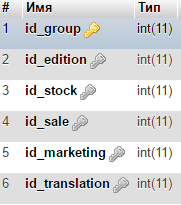 # Имя Тип
1 id_group int(11)
2 id_edition int(11)
3 id_stock int(11)
4 id_sale int(11)
5 id_marketing int(11)
6 id_translation int(11)